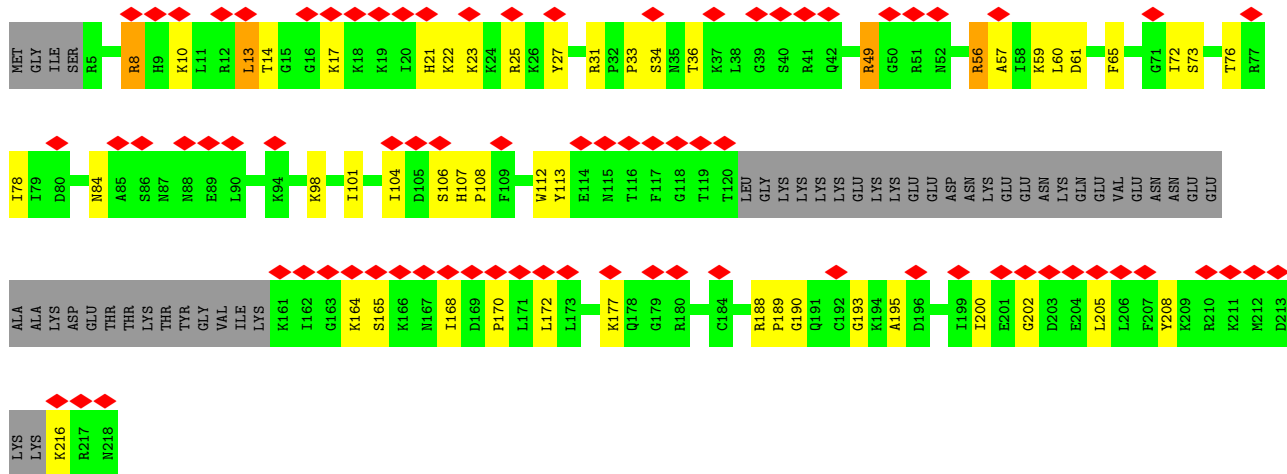 MET GLY ILE SER R5 R8 H9 K10 L11 R12 L13 T14 G15 G16 K17 K18 K19 I20 H21 K22 K23 K24 R25 K26 Y27 R31 P32 P33 S34 N35 T36 K37 L38 G39 S40 R41 Q42 R49 G50 R51 N52 R56 A57 I58 K59 L60 D61 F65 G71 I72 S73 T76 R77
I78 I79 D80 N84 A85 S86 N87 N88 E89 L90 K94 K98 I101 I104 D105 S106 H107 P108 F109 W112 Y113 E114 N115 T116 F117 G118 T119 T120 LEU GLY LYS LYS LYS LYS GLU LYS LYS GLU GLU ASP ASN LYS GLU GLU ASN LYS GLN GLU VAL GLU ASN ASN GLU GLU
ALA ALA LYS ASP GLU THR THR LYS THR TYR GLY VAL ILE LYS K161 I162 G163 K164 S165 K166 N167 I168 D169 P170 L171 L172 L173 K177 Q178 G179 R180 C184 R188 P189 G190 Q191 C192 G193 K194 A195 D196 I199 I200 E201 G202 D203 E204 L205 L206 F207 Y208 K209 R210 K211 M212 D213
LYS LYS K216 R217 N218